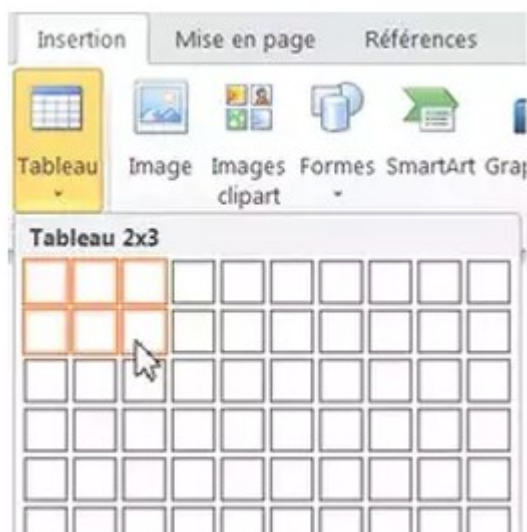 Insertion Mise en page Références
Tableau Image Images clipart Formes SmartArt
Tableau 2x3